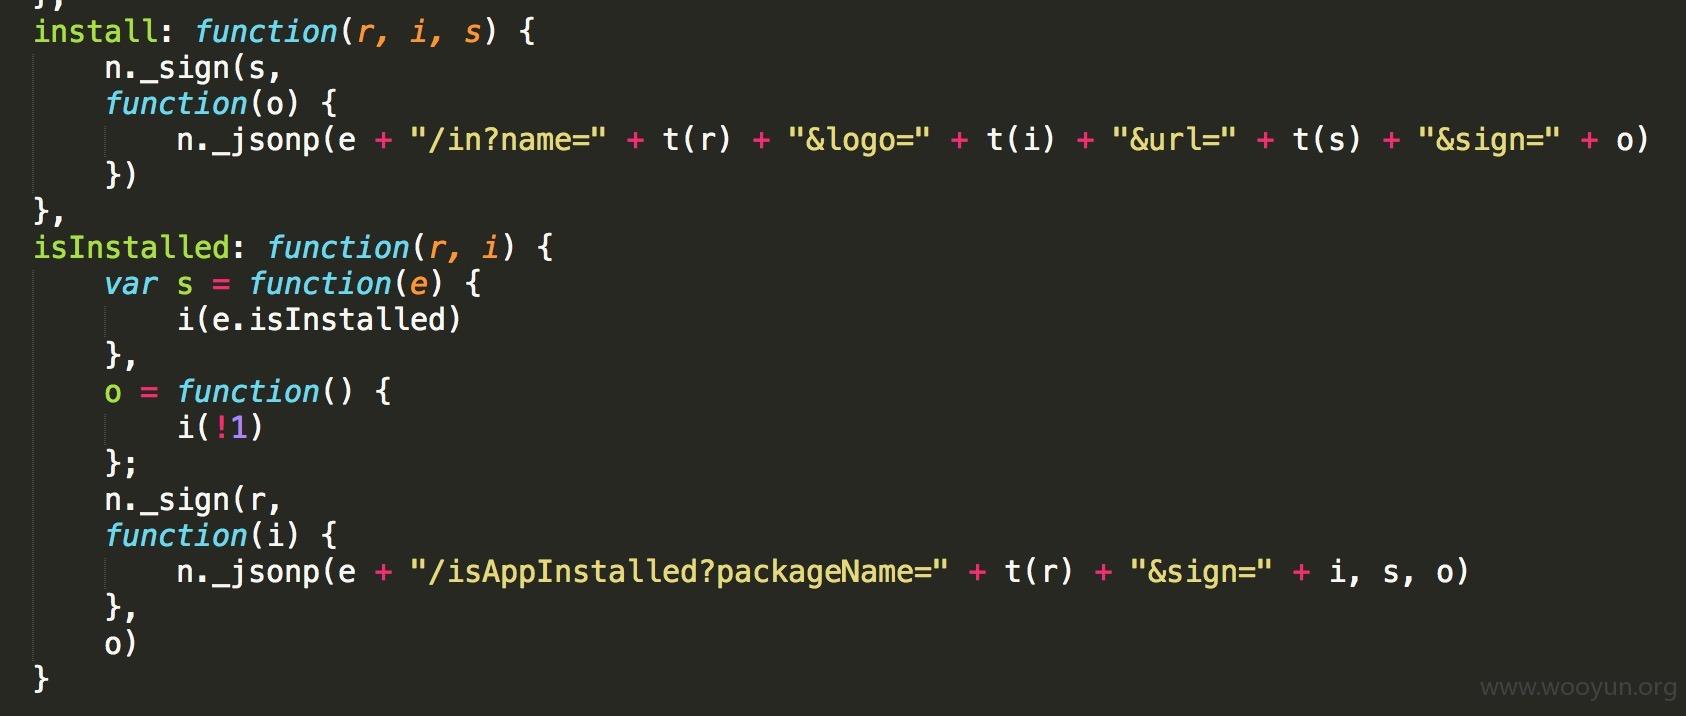 },
install: function(r, i, s) {
n._sign(s,
function(o) {
n._jsonp(e + "/in?name=" + t(r) + "&logo=" + t(i) + "&url=" + t(s) + "&sign=" + o)
})
},
isInstalled: function(r, i) {
var s = function(e) {
i(e.isInstalled)
},
o = function() {
i(!1)
};
n._sign(r,
function(i) {
n._jsonp(e + "/isAppInstalled?packageName=" + t(r) + "&sign=" + i, s, o)
},
o)
}
www.wooyun.org